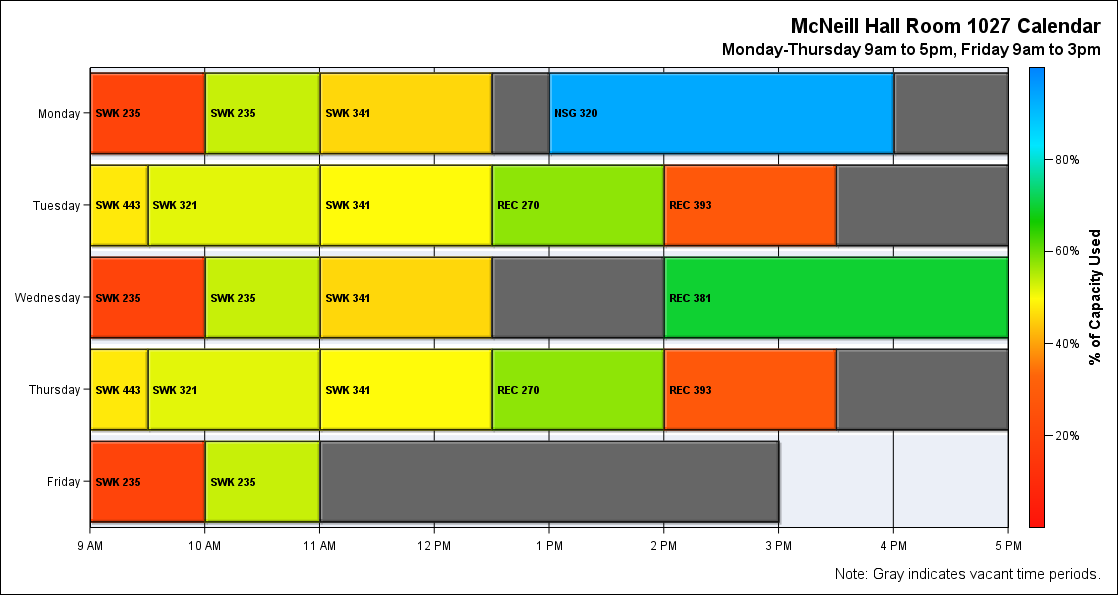 McNeill Hall Room 1027 Calendar
Monday-Thursday 9am to 5pm, Friday 9am to 3pm
Monday SWK 235 SWK 235 SWK 341 NSG 320
80%
Tuesday SWK 443 SWK 321 SWK 341 REC 270 REC 393
60%
Wednesday SWK 235 SWK 235 SWK 341 REC 381
% of Capacity Used
40%
Thursday SWK 443 SWK 321 SWK 341 REC 270 REC 393
20%
Friday SWK 235 SWK 235
9 AM 10 AM 11 AM 12 PM 1 PM 2 PM 3 PM 4 PM 5 PM
Note: Gray indicates vacant time periods.